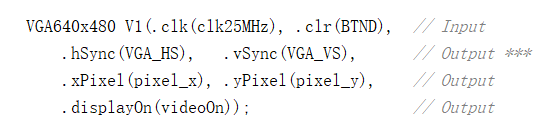 VGA640x480 V1(.clk(clk25MHz), .clr(BTND), // Input
.hSync(VGA_HS), .vSync(VGA_VS), // Output ***
.xPixel(pixel_x), .yPixel(pixel_y), // Output
.displayOn(videoOn)); // Output